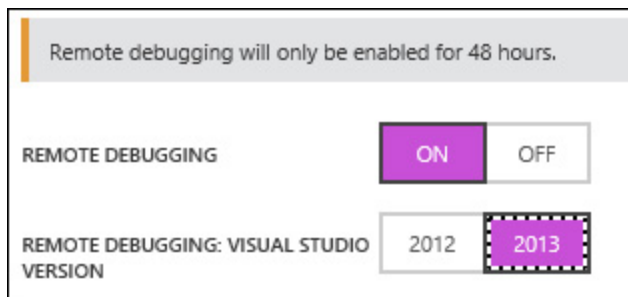 Remote debugging will only be enabled for 48 hours.
REMOTE DEBUGGING ON OFF
REMOTE DEBUGGING: VISUAL STUDIO 2012 2013
VERSION